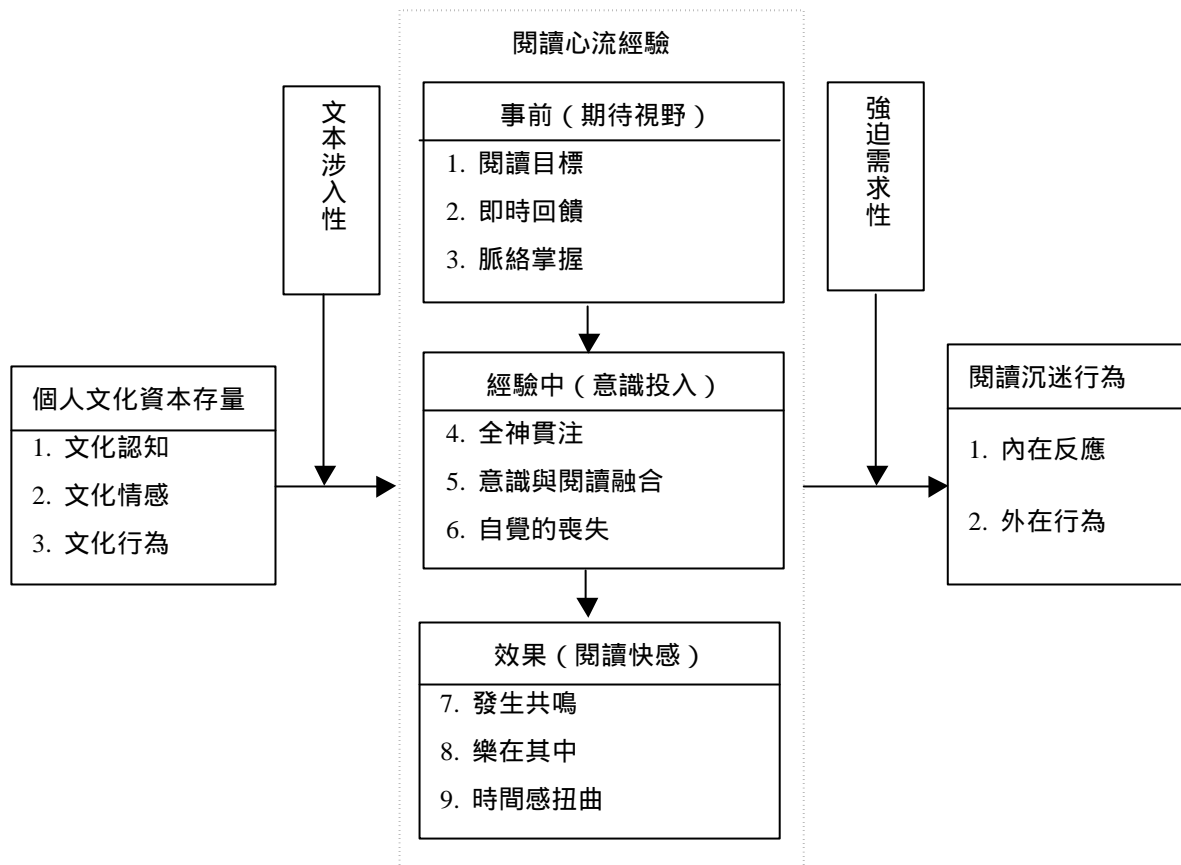 閱讀心流經驗
文本涉入性
事前（期待視野）
1. 閱讀目標
2. 即時回饋
3. 脈絡掌握
強迫需求性
個人文化資本存量
1. 文化認知
2. 文化情感
3. 文化行為
經驗中（意識投入）
4. 全神貫注
5. 意識與閱讀融合
6. 自覺的喪失
閱讀沉迷行為
1. 內在反應
2. 外在行為
效果（閱讀快感）
7. 發生共鳴
8. 樂在其中
9. 時間感扭曲